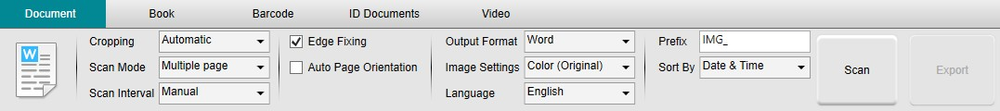 Document Book Barcode ID Documents Video
Cropping Automatic Edge Fixing Output Format Word Prefix IMG_
Scan Mode Multiple page Auto Page Orientation Image Settings Color (Original) Sort By Date & Time Scan Export
Scan Interval Manual Language English
W